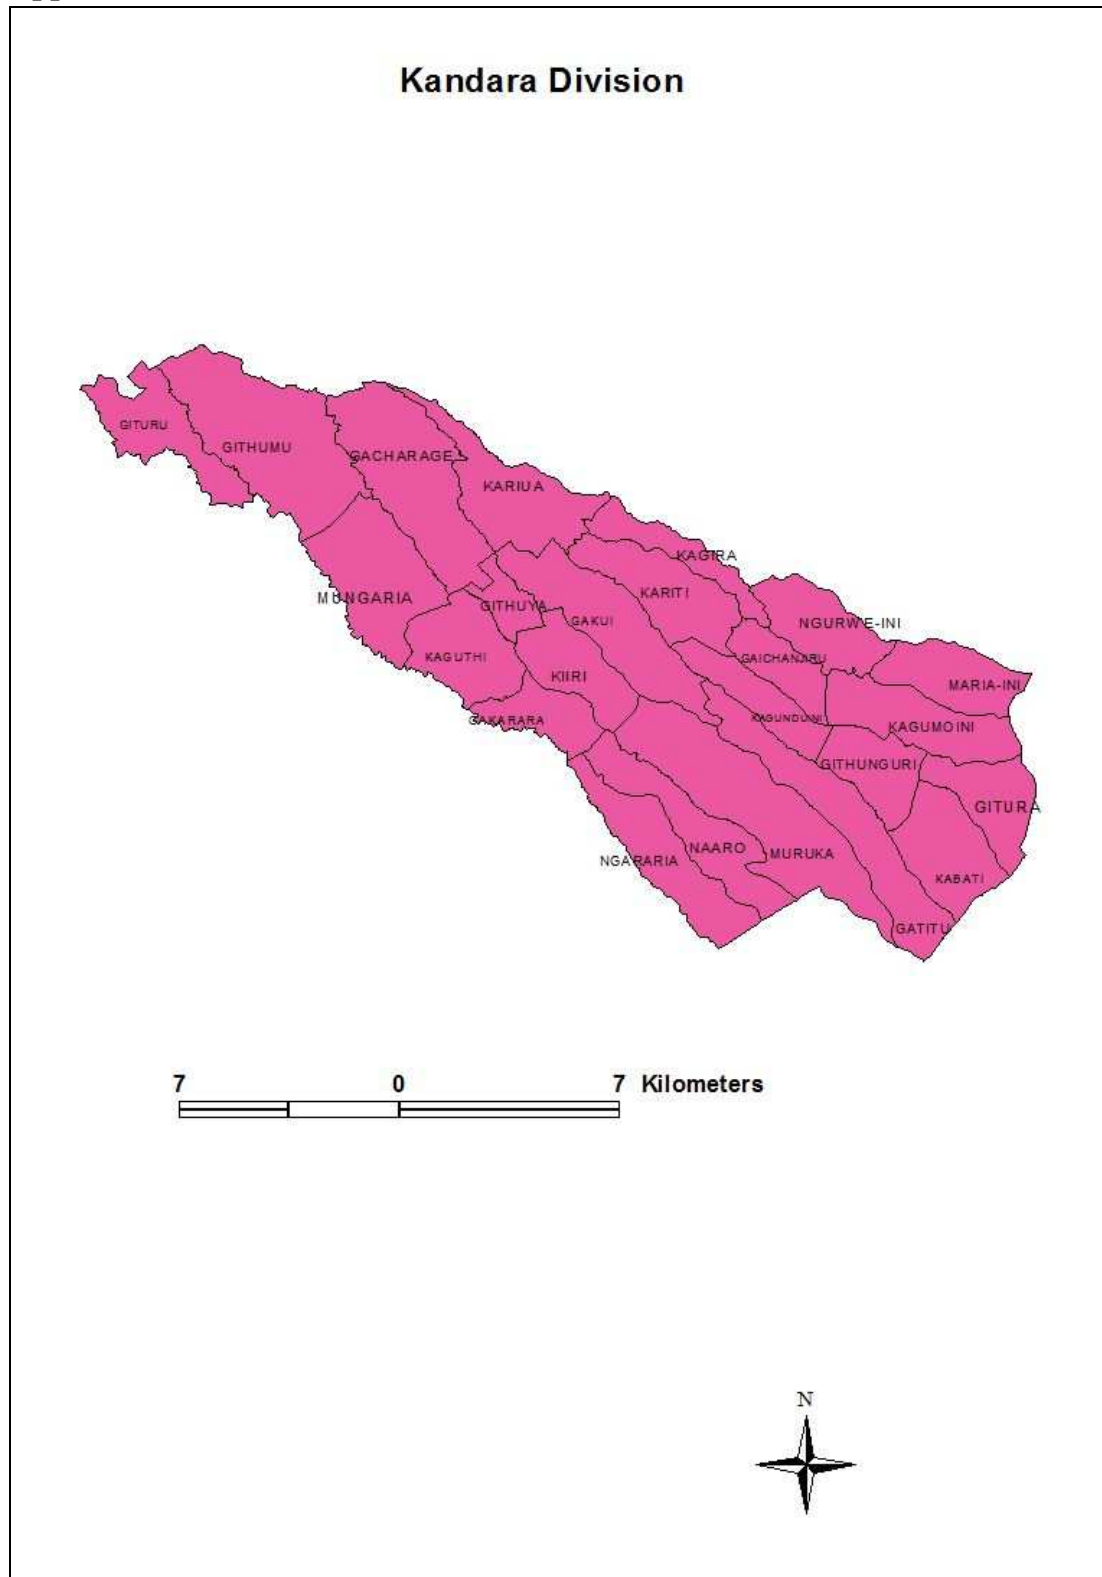 Kandara Division
GITURU
GITHUMU
GACHARAGE
KARIUA
KAGIRA
MUNGARIA
GITHUYA
GAKUI
KARITI
NGURWE-INI
KAGUTHI
KIIRI
GAICHANJIRU
MARIA-INI
GAKARARA
KAGUNDUINI
KAGUMOINI
GITHUNGURI
GITURA
NGARARIA
NAARO
MURUKA
KABATI
GATITU
7 0 7 Kilometers
N